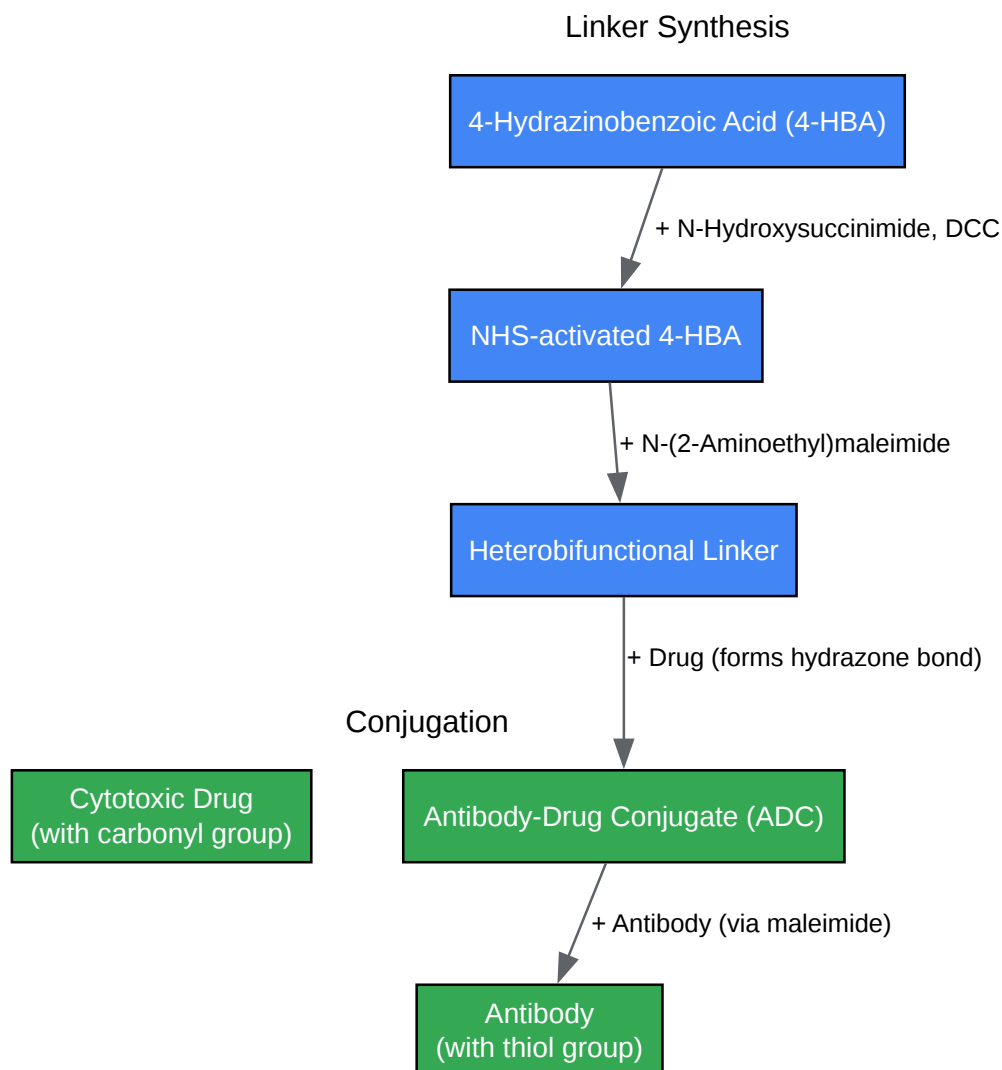 Linker Synthesis
4-Hydrazinobenzoic Acid (4-HBA)
+ N-Hydroxysuccinimide, DCC
NHS-activated 4-HBA
+ N-(2-Aminoethyl)maleimide
Heterobifunctional Linker
+ Drug (forms hydrazone bond)
Conjugation
Cytotoxic Drug
(with carbonyl group)
Antibody-Drug Conjugate (ADC)
+ Antibody (via maleimide)
Antibody
(with thiol group)